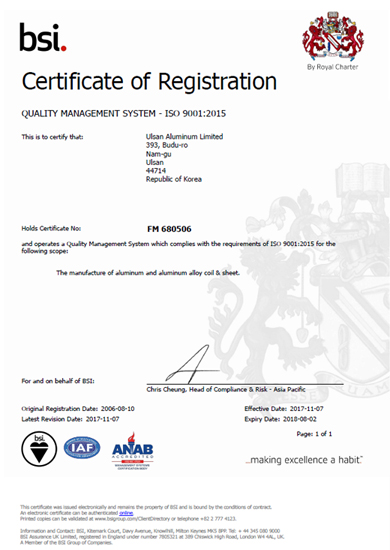 bsi.
By Royal Charter
Certificate of Registration
QUALITY MANAGEMENT SYSTEM - ISO 9001:2015
This is to certify that: Ulsan Aluminum Limited
393, Budu-ro
Nam-gu
Ulsan
44714
Republic of Korea
Holds Certificate No: FM 680506
and operates a Quality Management System which complies with the requirements of ISO 9001:2015 for the
following scope:
The manufacture of aluminum and aluminum alloy coil & sheet.
For and on behalf of BSI:
Chris Cheung, Head of Compliance & Risk - Asia Pacific
Original Registration Date: 2006-08-10 Effective Date: 2017-11-07
Latest Revision Date: 2017-11-07 Expiry Date: 2018-08-02
Page: 1 of 1
bsi.
IAF
ANAB
ACCREDITED
MANAGEMENT SYSTEMS
CERTIFICATION BODY
...making excellence a habit.™
This certificate was issued electronically and remains the property of BSI and is bound by the conditions of contract.
An electronic certificate can be authenticated online.
Printed copies can be validated at www.bsigroup.com/ClientDirectory or telephone +82 2 777 4123.
Information and Contact: BSI, Kitemark Court, Davy Avenue, Knowlhill, Milton Keynes MK5 8PP. Tel: + 44 345 080 9000
BSI Assurance UK Limited, registered in England under number 7805321 at 389 Chiswick High Road, London W4 4AL, UK.
A Member of the BSI Group of Companies.